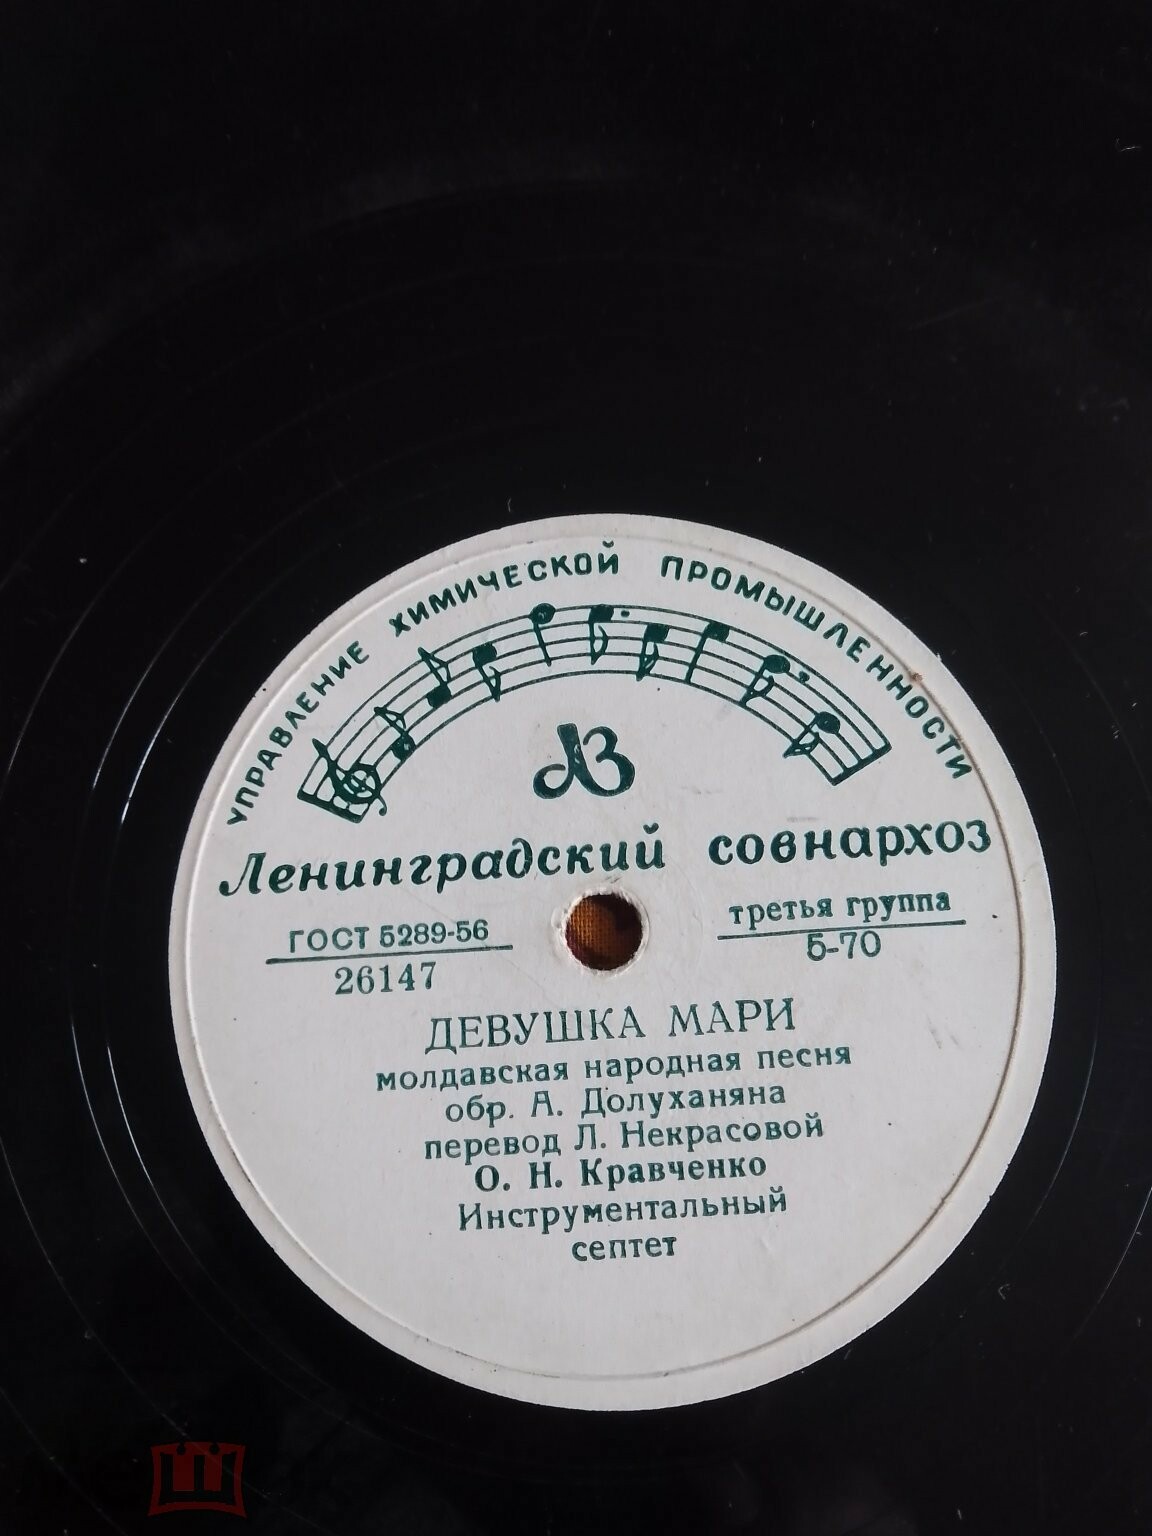 УПРАВЛЕНИЕ ХИМИЧЕСКОЙ ПРОМЫШЛЕННОСТИ
ЛЗ
Ленинградский совнархоз
ГОСТ 5289-56
26147
третья группа
5-70
ДЕВУШКА МАРИ
молдавская народная песня
обр. А. Долуханяна
перевод Л. Некрасовой
О. Н. Кравченко
Инструментальный
септет